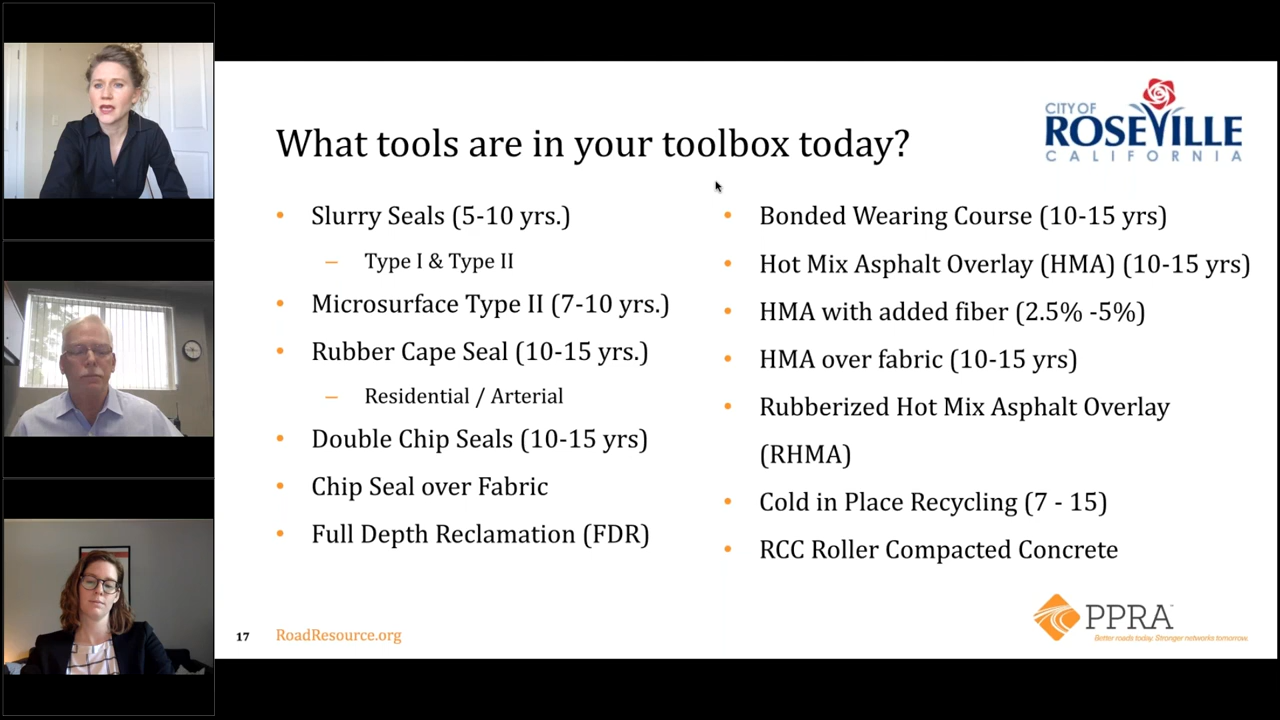 What tools are in your toolbox today?
CITY OF
ROSEVILLE
CALIFORNIA
• Slurry Seals (5-10 yrs.)
– Type I & Type II
• Microsurface Type II (7-10 yrs.)
• Rubber Cape Seal (10-15 yrs.)
– Residential / Arterial
• Double Chip Seals (10-15 yrs)
• Chip Seal over Fabric
• Full Depth Reclamation (FDR)
• Bonded Wearing Course (10-15 yrs)
• Hot Mix Asphalt Overlay (HMA) (10-15 yrs)
• HMA with added fiber (2.5% -5%)
• HMA over fabric (10-15 yrs)
• Rubberized Hot Mix Asphalt Overlay
(RHMA)
• Cold in Place Recycling (7 - 15)
• RCC Roller Compacted Concrete
17 RoadResource.org
PPRA
Better roads today. Stronger networks tomorrow.